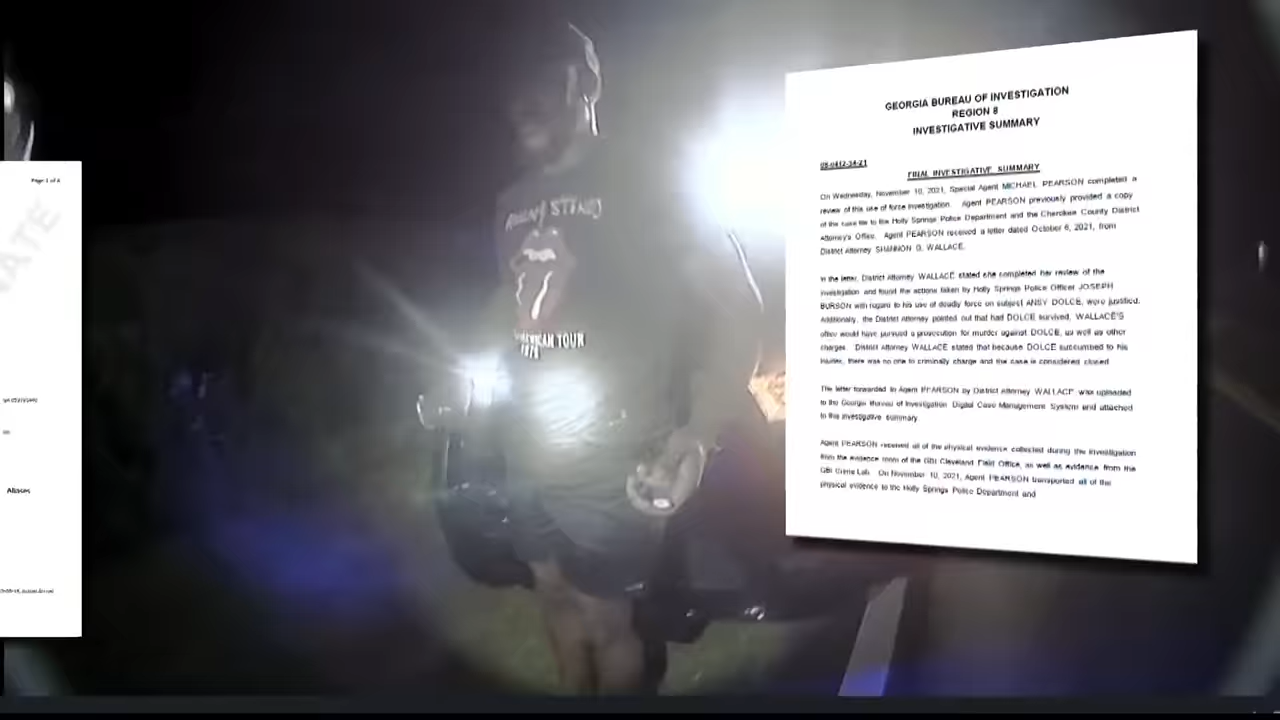 Page 1 of 4
ATE
Aliases
STNS
AMERICAN TOUR
1978
GEORGIA BUREAU OF INVESTIGATION
REGION 8
INVESTIGATIVE SUMMARY
08-0412-34-21
FINAL INVESTIGATIVE SUMMARY
On Wednesday, November 10, 2021, Special Agent MICHAEL PEARSON completed a
review of this use of force investigation. Agent PEARSON previously provided a copy
of the case file to the Holly Springs Police Department and the Cherokee County District
Attorney's Office. Agent PEARSON received a letter dated October 6, 2021, from
District Attorney SHANNON G. WALLACE.
In the letter, District Attorney WALLACE stated she completed her review of the
investigation and found the actions taken by Holly Springs Police Officer JOSEPH
BURSON with regard to his use of deadly force on subject ANSY DOLCE, were justified.
Additionally, the District Attorney pointed out that had DOLCE survived, WALLACE'S
office would have pursued a prosecution for murder against DOLCE, as well as other
charges. District Attorney WALLACE stated that because DOLCE succumbed to his
injuries, there was no one to criminally charge and the case is considered closed
The letter forwarded to Agent PEARSON by District Attorney WALLACE was uploaded
to the Georgia Bureau of Investigation Digital Case Management System and attached
to this investigative summary
Agent PEARSON received all of the physical evidence collected during the investigation
from the evidence room of the GBI Cleveland Field Office, as well as evidence from the
GBI Crime Lab. On November 10, 2021, Agent PEARSON transported all of the
physical evidence to the Holly Springs Police Department and